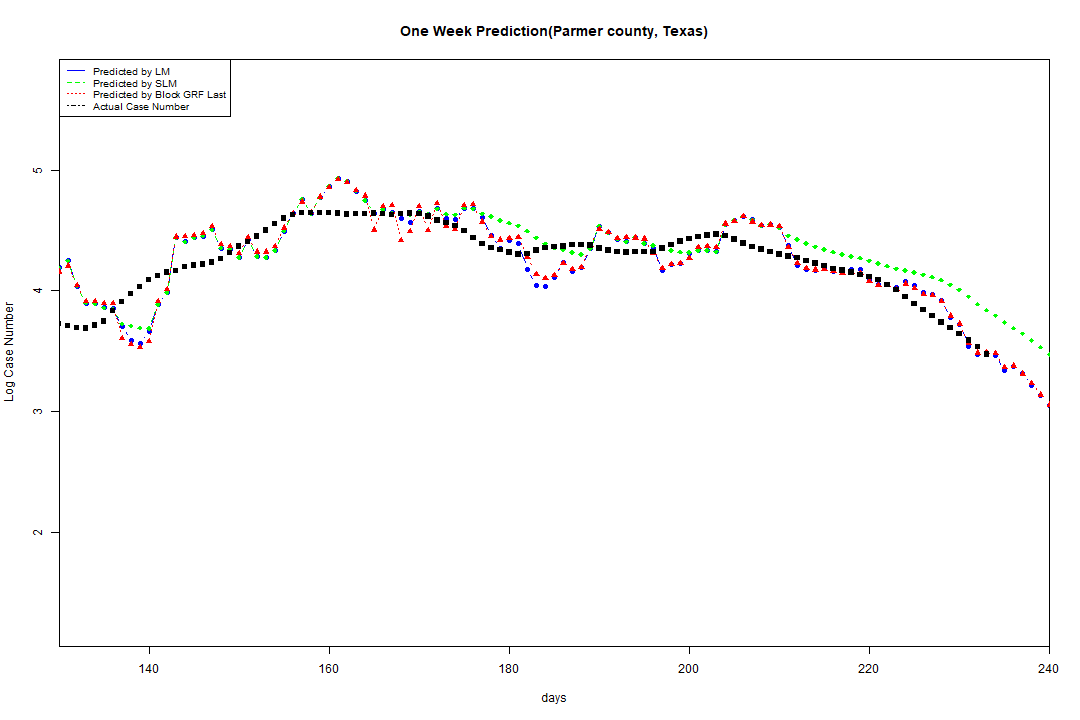 One Week Prediction(Parmer county, Texas)
Predicted by LM
Predicted by SLM
Predicted by Block GRF Last
Actual Case Number
5
4
3
2
Log Case Number
140 160 180 200 220 240
days